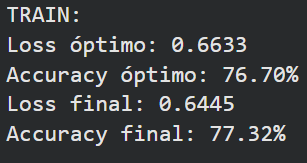 TRAIN:
Loss óptimo: 0.6633
Accuracy óptimo: 76.70%
Loss final: 0.6445
Accuracy final: 77.32%